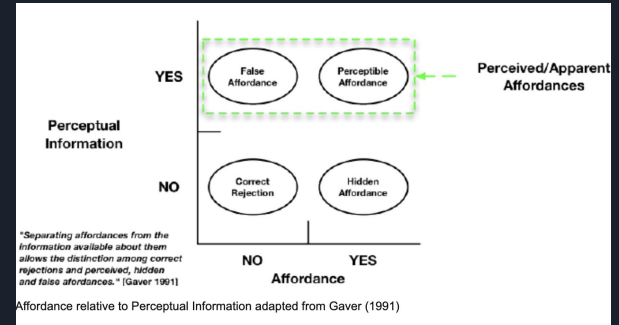 YES
False
Affordance
Perceptible
Affordance
Perceived/Apparent
Affordances
Perceptual
Information
NO
Correct
Rejection
Hidden
Affordance
"Separating affordances from the
information available about them
allows the distinction among correct
rejections and perceived, hidden
and false afordances." [Gaver 1991]
NO
YES
Affordance
Affordance relative to Perceptual Information adapted from Gaver (1991)